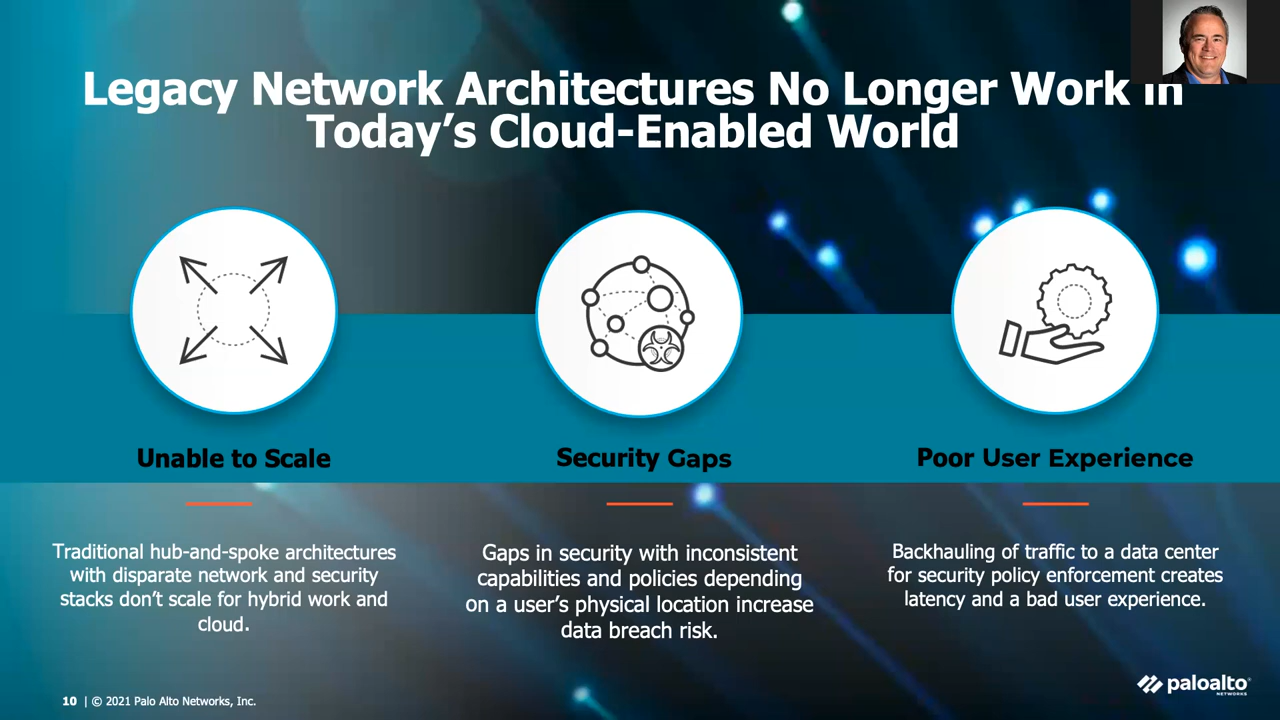 Legacy Network Architectures No Longer Work in
Today's Cloud-Enabled World
Unable to Scale
Security Gaps
Poor User Experience
Traditional hub-and-spoke architectures
with disparate network and security
stacks don't scale for hybrid work and
cloud.
Gaps in security with inconsistent
capabilities and policies depending
on a user's physical location increase
data breach risk.
Backhauling of traffic to a data center
for security policy enforcement creates
latency and a bad user experience.
10 | © 2021 Palo Alto Networks, Inc.
paloalto®
NETWORKS